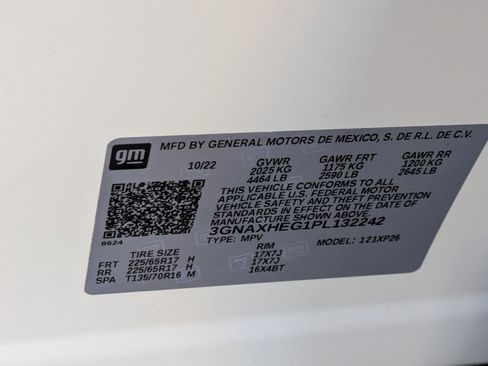 gm
MFD BY GENERAL MOTORS DE MEXICO, S. DE R.L. DE C.V.
10/22 GVWR GAWR FRT GAWR RR
2025 KG 1175 KG 1200 KG
4464 LB 2590 LB 2645 LB
THIS VEHICLE CONFORMS TO ALL
APPLICABLE U.S. FEDERAL MOTOR
VEHICLE SAFETY AND THEFT PREVENTION
STANDARDS IN EFFECT ON THE DATE OF
MANUFACTURE SHOWN ABOVE.
3GNAXHEG1PL132242
8624
TYPE: MPV MODEL: 121XP26
TIRE SIZE RIM
FRT 225/65R17 H 17X7J
RR 225/65R17 H 17X7J
SPA T135/70R16 M 16X4BT